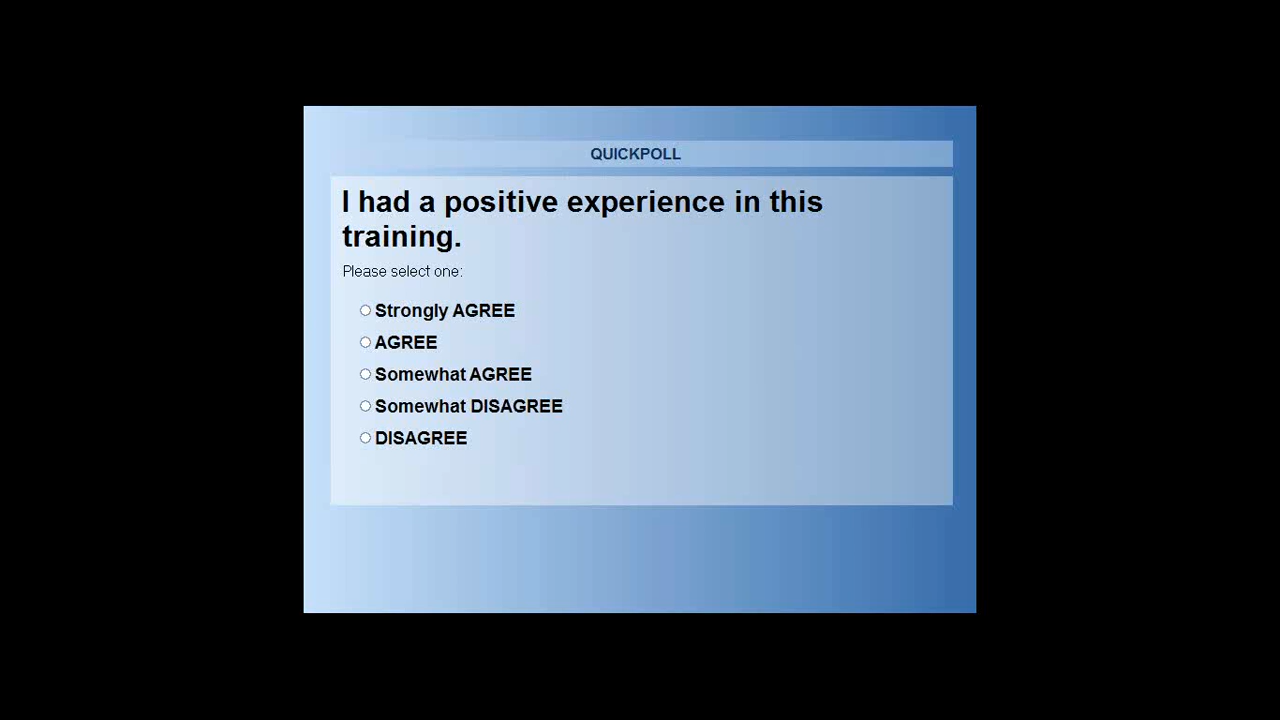 QUICKPOLL
I had a positive experience in this
training.
Please select one:
Strongly AGREE
AGREE
Somewhat AGREE
Somewhat DISAGREE
DISAGREE